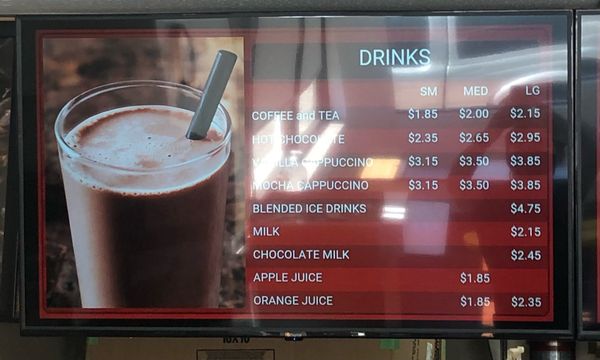 DRINKS
SM MED LG
COFFEE and TEA $1.85 $2.00 $2.15
HOT CHOCOLATE $2.35 $2.65 $2.95
VANILLA CAPPUCCINO $3.15 $3.50 $3.85
MOCHA CAPPUCCINO $3.15 $3.50 $3.85
BLENDED ICE DRINKS $4.75
MILK $2.15
CHOCOLATE MILK $2.45
APPLE JUICE $1.85
ORANGE JUICE $1.85 $2.35
10X10